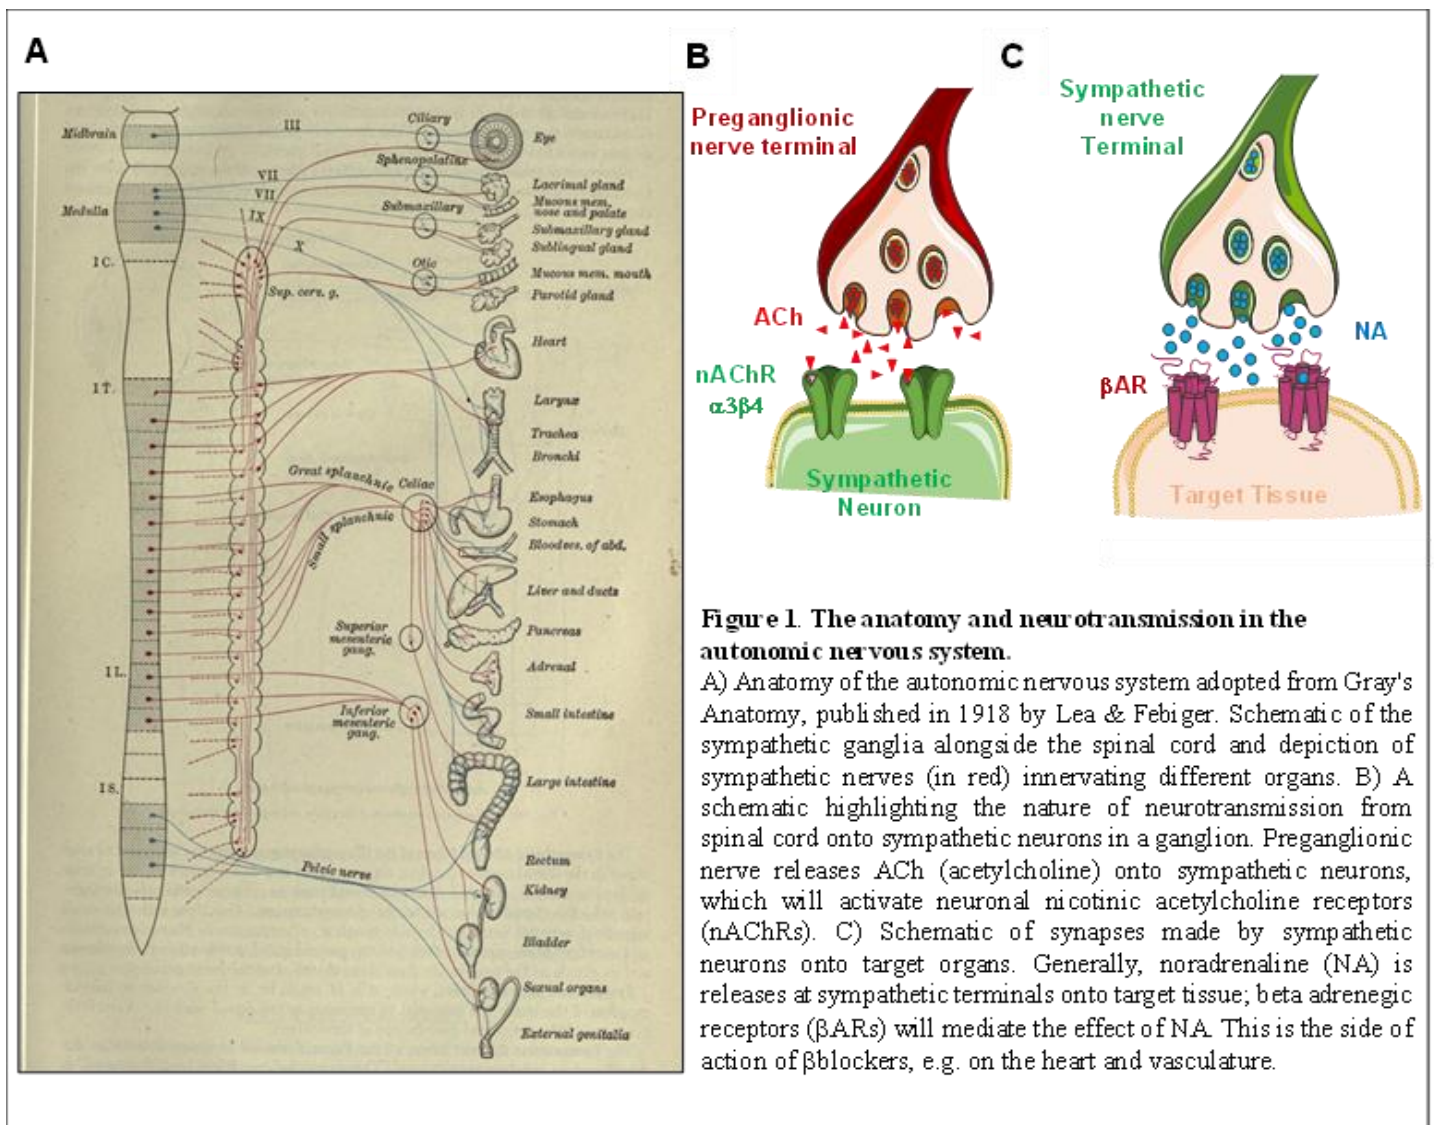 A
Midbrain
III
Ciliary
Eye
Sphenopalatine
VII
Lacrimal gland
VII
Mucous mem.
nose and palate
Medulla
IX
Submaxillary
Submaxillary gland
Sublingual gland
X
I C.
Otic
Mucous mem. mouth
Sup. cerv. g.
Parotid gland
Heart
I T.
Larynx
Trachea
Bronchi
Great splanchnic
Celiac
Small splanchnic
Esophagus
Stomach
Bloodves. of abd.
Liver and ducts
Superior
mesenteric
gang.
Pancreas
Adrenal
I L.
Inferior
mesenteric
gang.
Small intestine
Large intestine
I S.
Rectum
Pelvic nerve
Kidney
Bladder
Sexual organs
External genitalia
B
Preganglionic
nerve terminal
ACh
nAChR
α3β4
Sympathetic
Neuron
C
Sympathetic
nerve
Terminal
NA
βAR
Target Tissue
Figure 1. The anatomy and neurotransmission in the
autonomic nervous system.
A) Anatomy of the autonomic nervous system adopted from Gray's
Anatomy, published in 1918 by Lea & Febiger. Schematic of the
sympathetic ganglia alongside the spinal cord and depiction of
sympathetic nerves (in red) innervating different organs. B) A
schematic highlighting the nature of neurotransmission from
spinal cord onto sympathetic neurons in a ganglion. Preganglionic
nerve releases ACh (acetylcholine) onto sympathetic neurons,
which will activate neuronal nicotinic acetylcholine receptors
(nAChRs). C) Schematic of synapses made by sympathetic
neurons onto target organs. Generally, noradrenaline (NA) is
releases at sympathetic terminals onto target tissue; beta adrenegic
receptors (βARs) will mediate the effect of NA. This is the side of
action of βblockers, e.g. on the heart and vasculature.